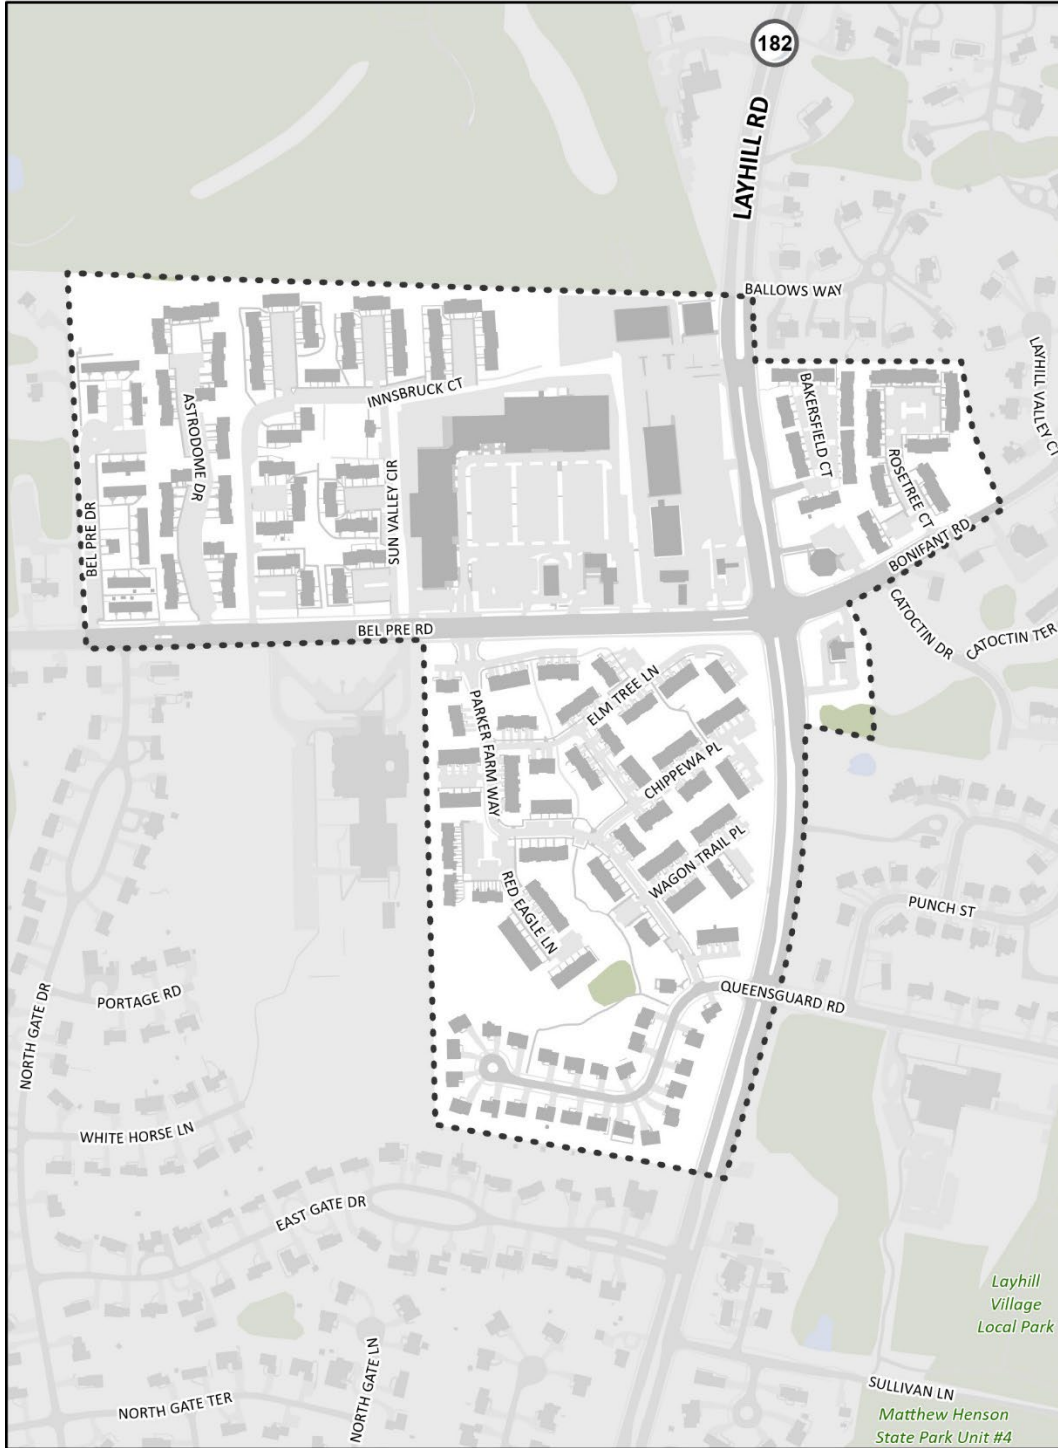 182
LAYHILL RD
BALLOWS WAY
LAYHILL VALLEY CT
INNSBRUCK CT
ASTRODOME DR
BAKERSFIELD CT
ROSETREE CT
SUN VALLEY CIR
BEL PRE DR
BONIFANT RD
BEL PRE RD
CATOCTIN DR
CATOCTIN TER
ELM TREE LN
PARKER FARM WAY
CHIPPEWA PL
WAGON TRAIL PL
RED EAGLE LN
PUNCH ST
QUEENSGUARD RD
NORTH GATE DR
PORTAGE RD
WHITE HORSE LN
EAST GATE DR
Layhill
Village
Local Park
NORTH GATE LN
NORTH GATE TER
SULLIVAN LN
Matthew Henson
State Park Unit #4